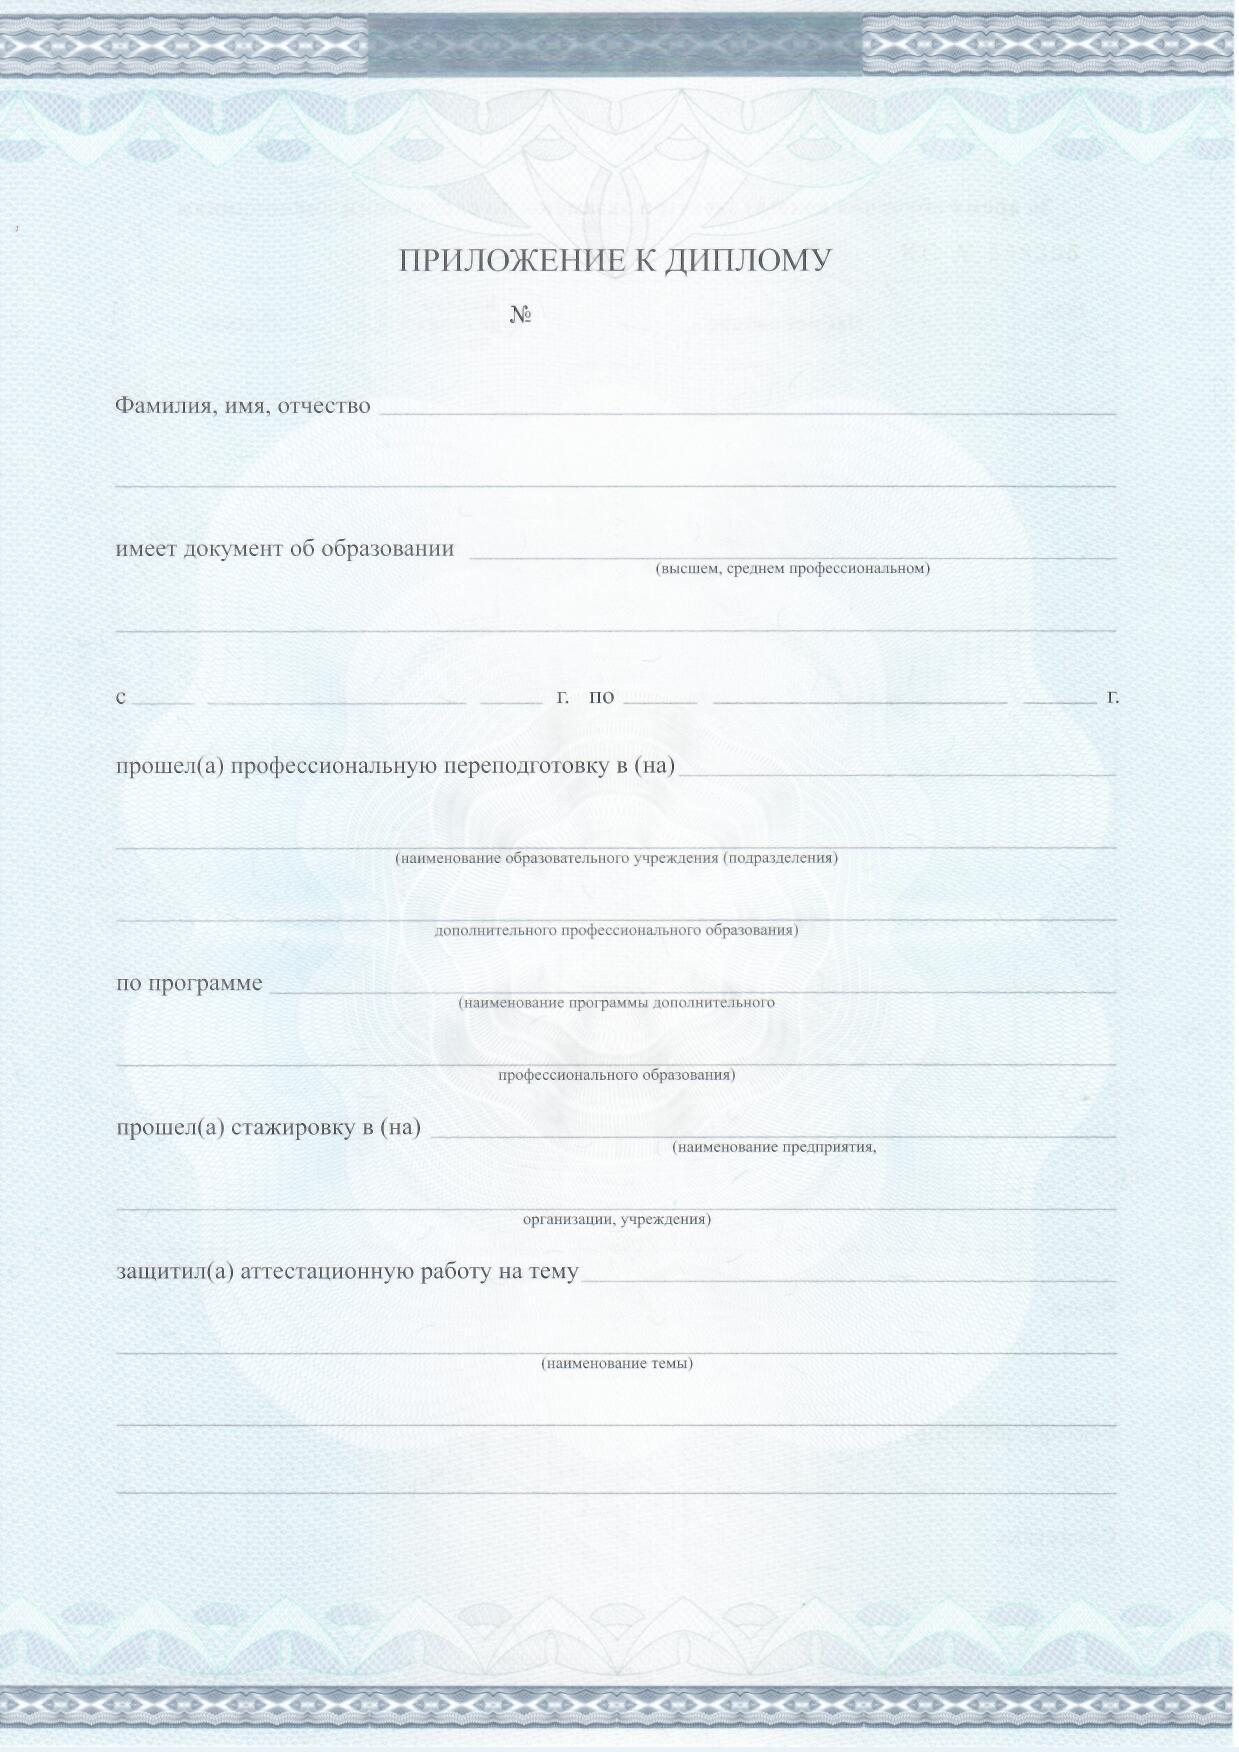 ПРИЛОЖЕНИЕ К ДИПЛОМУ
№
Фамилия, имя, отчество
имеет документ об образовании
(высшем, среднем профессиональном)
с г. по г.
прошел(а) профессиональную переподготовку в (на)
(наименование образовательного учреждения (подразделения)
дополнительного профессионального образования)
по программе
(наименование программы дополнительного
профессионального образования)
прошел(а) стажировку в (на)
(наименование предприятия,
организации, учреждения)
защитил(а) аттестационную работу на тему
(наименование темы)